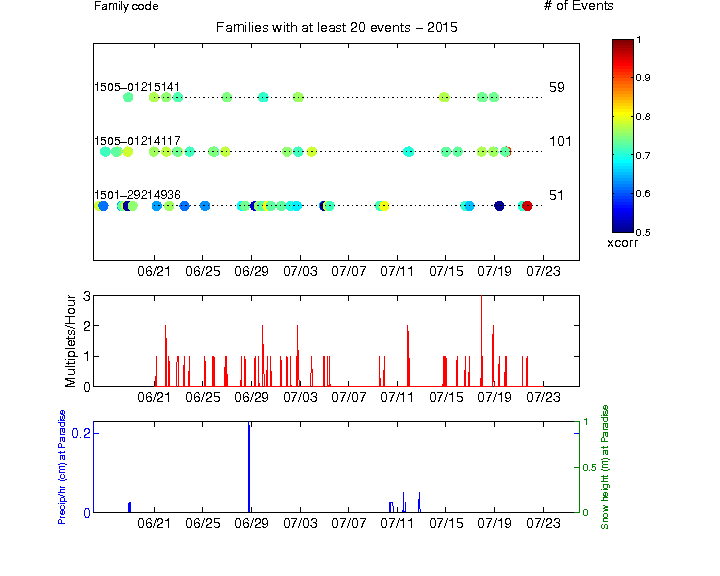 Family code # of Events
Families with at least 20 events – 2015
1505–01215141 59
1505–01214117 101
1501–29214936 51
1
0.9
0.8
0.7
0.6
0.5
xcorr
06/21 06/25 06/29 07/03 07/07 07/11 07/15 07/19 07/23
Multiplets/Hour
3
2
1
0
06/21 06/25 06/29 07/03 07/07 07/11 07/15 07/19 07/23
Precip/hr (cm) at Paradise
0.2
0
1
0.5
0
Snow height (m) at Paradise
06/21 06/25 06/29 07/03 07/07 07/11 07/15 07/19 07/23